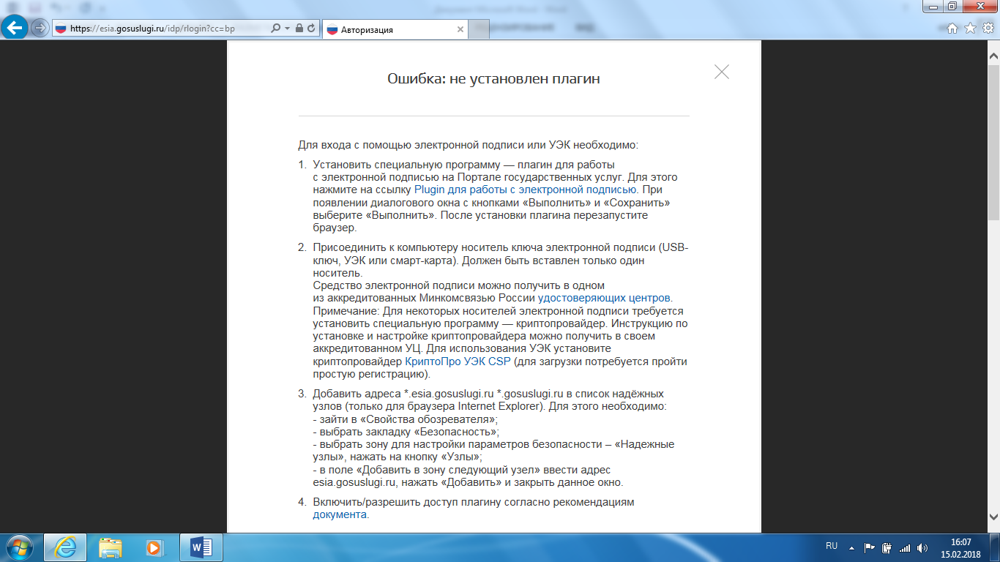 Документ Microsoft Word - Word
https://esia.gosuslugi.ru/idp/rlogin?cc=bp
Авторизация
Ошибка: не установлен плагин
Для входа с помощью электронной подписи или УЭК необходимо:
1. Установить специальную программу — плагин для работы
с электронной подписью на Портале государственных услуг. Для этого
нажмите на ссылку Plugin для работы с электронной подписью. При
появлении диалогового окна с кнопками «Выполнить» и «Сохранить»
выберите «Выполнить». После установки плагина перезапустите
браузер.
2. Присоединить к компьютеру носитель ключа электронной подписи (USB-
ключ, УЭК или смарт-карта). Должен быть вставлен только один
носитель.
Средство электронной подписи можно получить в одном
из аккредитованных Минкомсвязью России удостоверяющих центров.
Примечание: Для некоторых носителей электронной подписи требуется
установить специальную программу — криптопровайдер. Инструкцию по
установке и настройке криптопровайдера можно получить в своем
аккредитованном УЦ. Для использования УЭК установите
криптопровайдер КриптоПро УЭК CSP (для загрузки потребуется пройти
простую регистрацию).
3. Добавить адреса *.esia.gosuslugi.ru *.gosuslugi.ru в список надёжных
узлов (только для браузера Internet Explorer). Для этого необходимо:
- зайти в «Свойства обозревателя»;
- выбрать закладку «Безопасность»;
- выбрать зону для настройки параметров безопасности – «Надежные
узлы», нажать на кнопку «Узлы»;
- в поле «Добавить в зону следующий узел» ввести адрес
esia.gosuslugi.ru, нажать «Добавить» и закрыть данное окно.
4. Включить/разрешить доступ плагину согласно рекомендациям
документа.
RU
16:07
15.02.2018